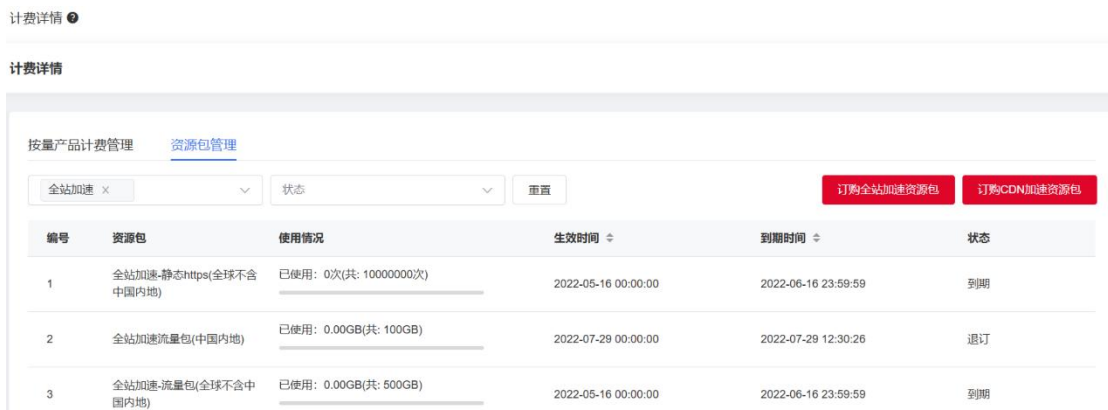 计费详情 ?
计费详情
按量产品计费管理 资源包管理
全站加速 × 状态 重置 订购全站加速资源包 订购CDN加速资源包
编号 资源包 使用情况 生效时间 到期时间 状态
1 全站加速-静态https(全球不含中国内地) 已使用：0次(共: 10000000次) 2022-05-16 00:00:00 2022-06-16 23:59:59 到期
2 全站加速流量包(中国内地) 已使用：0.00GB(共: 100GB) 2022-07-29 00:00:00 2022-07-29 12:30:26 退订
3 全站加速-流量包(全球不含中国内地) 已使用：0.00GB(共: 500GB) 2022-05-16 00:00:00 2022-06-16 23:59:59 到期